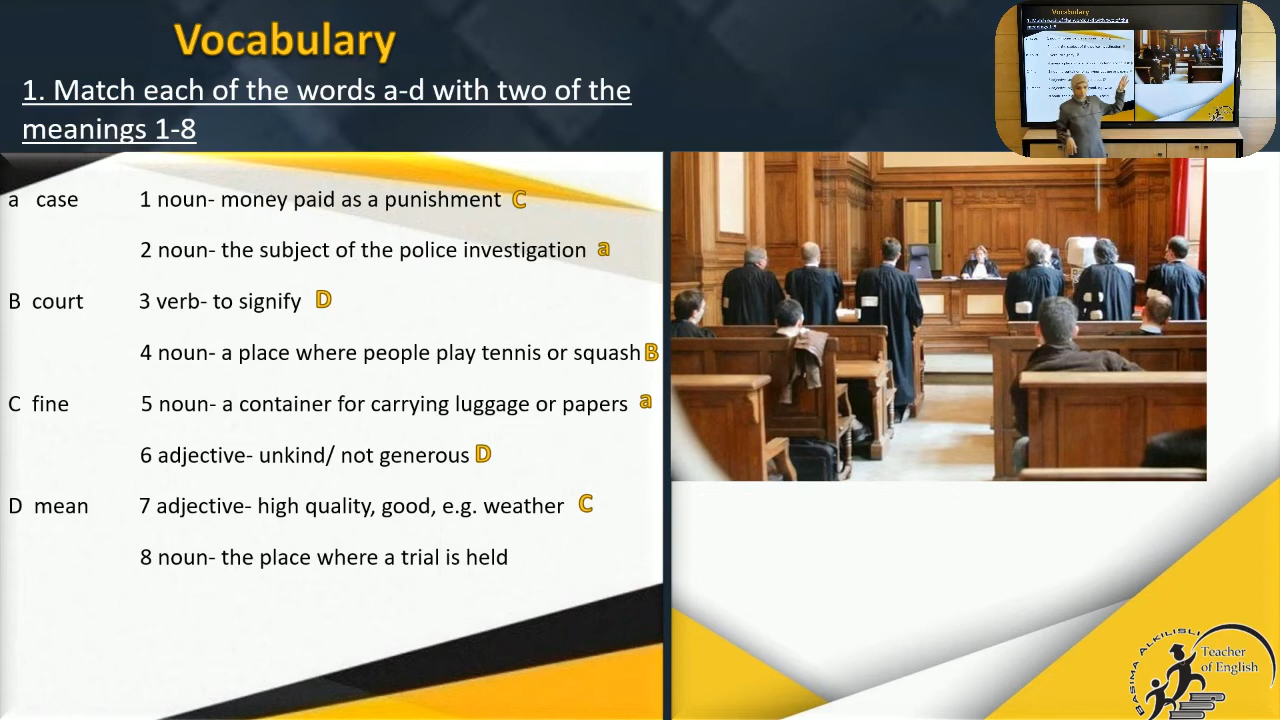 Vocabulary
1. Match each of the words a-d with two of the
meanings 1-8
a case 1 noun- money paid as a punishment C
2 noun- the subject of the police investigation a
B court 3 verb- to signify D
4 noun- a place where people play tennis or squash B
C fine 5 noun- a container for carrying luggage or papers a
6 adjective- unkind/ not generous D
D mean 7 adjective- high quality, good, e.g. weather C
8 noun- the place where a trial is held
BASIMA ALKILISLI
Teacher
of English